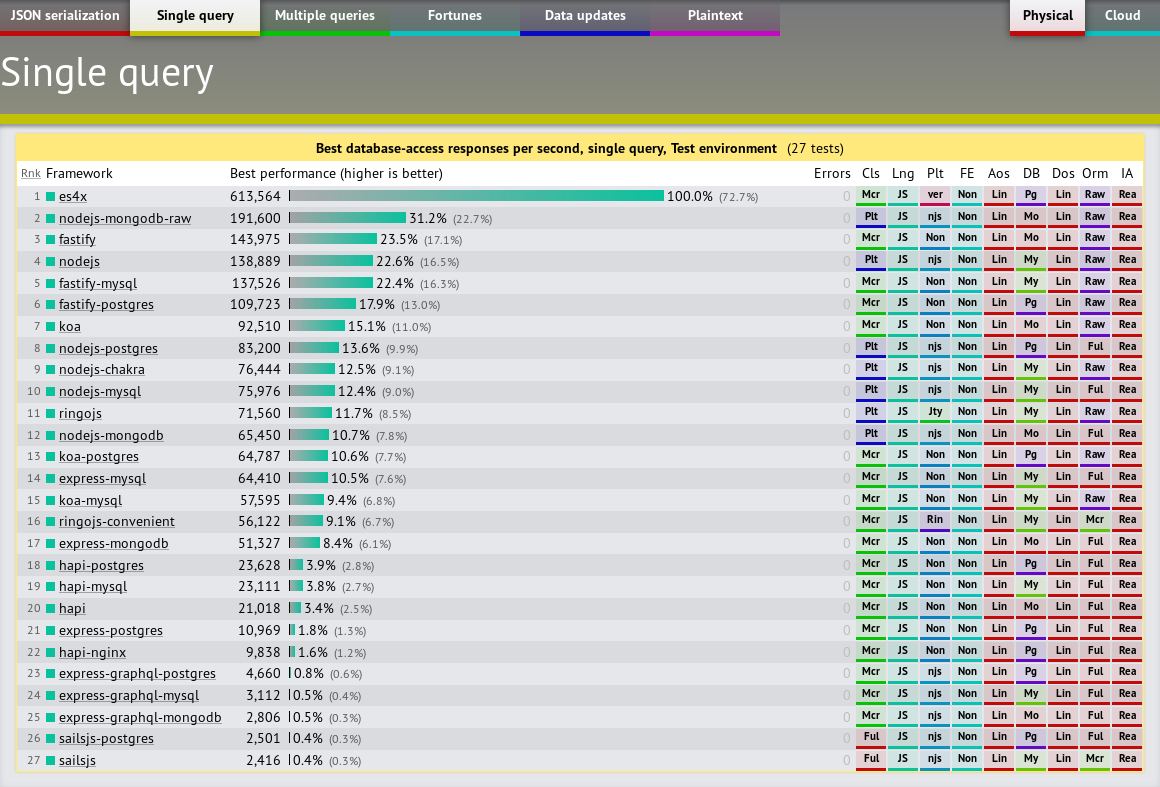 JSON serialization Single query Multiple queries Fortunes Data updates Plaintext Physical Cloud
Single query
Best database-access responses per second, single query, Test environment (27 tests)
Rnk Framework Best performance (higher is better) Errors Cls Lng Plt FE Aos DB Dos Orm IA
1 es4x 613,564 100.0% (72.7%) 0 Mcr JS ver Non Lin Pg Lin Raw Rea
2 nodejs-mongodb-raw 191,600 31.2% (22.7%) 0 Plt JS njs Non Lin Mo Lin Raw Rea
3 fastify 143,975 23.5% (17.1%) 0 Mcr JS Non Non Lin Mo Lin Raw Rea
4 nodejs 138,889 22.6% (16.5%) 0 Plt JS njs Non Lin My Lin Raw Rea
5 fastify-mysql 137,526 22.4% (16.3%) 0 Mcr JS Non Non Lin My Lin Raw Rea
6 fastify-postgres 109,723 17.9% (13.0%) 0 Mcr JS Non Non Lin Pg Lin Raw Rea
7 koa 92,510 15.1% (11.0%) 0 Mcr JS Non Non Lin Mo Lin Raw Rea
8 nodejs-postgres 83,200 13.6% (9.9%) 0 Plt JS njs Non Lin Pg Lin Ful Rea
9 nodejs-chakra 76,444 12.5% (9.1%) 0 Plt JS njs Non Lin My Lin Raw Rea
10 nodejs-mysql 75,976 12.4% (9.0%) 0 Plt JS njs Non Lin My Lin Ful Rea
11 ringojs 71,560 11.7% (8.5%) 0 Plt JS Jty Non Lin My Lin Raw Rea
12 nodejs-mongodb 65,450 10.7% (7.8%) 0 Plt JS njs Non Lin Mo Lin Ful Rea
13 koa-postgres 64,787 10.6% (7.7%) 0 Mcr JS Non Non Lin Pg Lin Raw Rea
14 express-mysql 64,410 10.5% (7.6%) 0 Mcr JS Non Non Lin My Lin Ful Rea
15 koa-mysql 57,595 9.4% (6.8%) 0 Mcr JS Non Non Lin My Lin Raw Rea
16 ringojs-convenient 56,122 9.1% (6.7%) 0 Mcr JS Rin Non Lin My Lin Mcr Rea
17 express-mongodb 51,327 8.4% (6.1%) 0 Mcr JS Non Non Lin Mo Lin Ful Rea
18 hapi-postgres 23,628 3.9% (2.8%) 0 Mcr JS Non Non Lin Pg Lin Ful Rea
19 hapi-mysql 23,111 3.8% (2.7%) 0 Mcr JS Non Non Lin My Lin Ful Rea
20 hapi 21,018 3.4% (2.5%) 0 Mcr JS Non Non Lin Mo Lin Ful Rea
21 express-postgres 10,969 1.8% (1.3%) 0 Mcr JS Non Non Lin Pg Lin Ful Rea
22 hapi-nginx 9,838 1.6% (1.2%) 0 Mcr JS Non Non Lin Pg Lin Ful Rea
23 express-graphql-postgres 4,660 0.8% (0.6%) 0 Mcr JS njs Non Lin Pg Lin Ful Rea
24 express-graphql-mysql 3,112 0.5% (0.4%) 0 Mcr JS njs Non Lin My Lin Ful Rea
25 express-graphql-mongodb 2,806 0.5% (0.3%) 0 Mcr JS njs Non Lin Mo Lin Ful Rea
26 sailsjs-postgres 2,501 0.4% (0.3%) 0 Ful JS njs Non Lin Pg Lin Ful Rea
27 sailsjs 2,416 0.4% (0.3%) 0 Ful JS njs Non Lin My Lin Mcr Rea